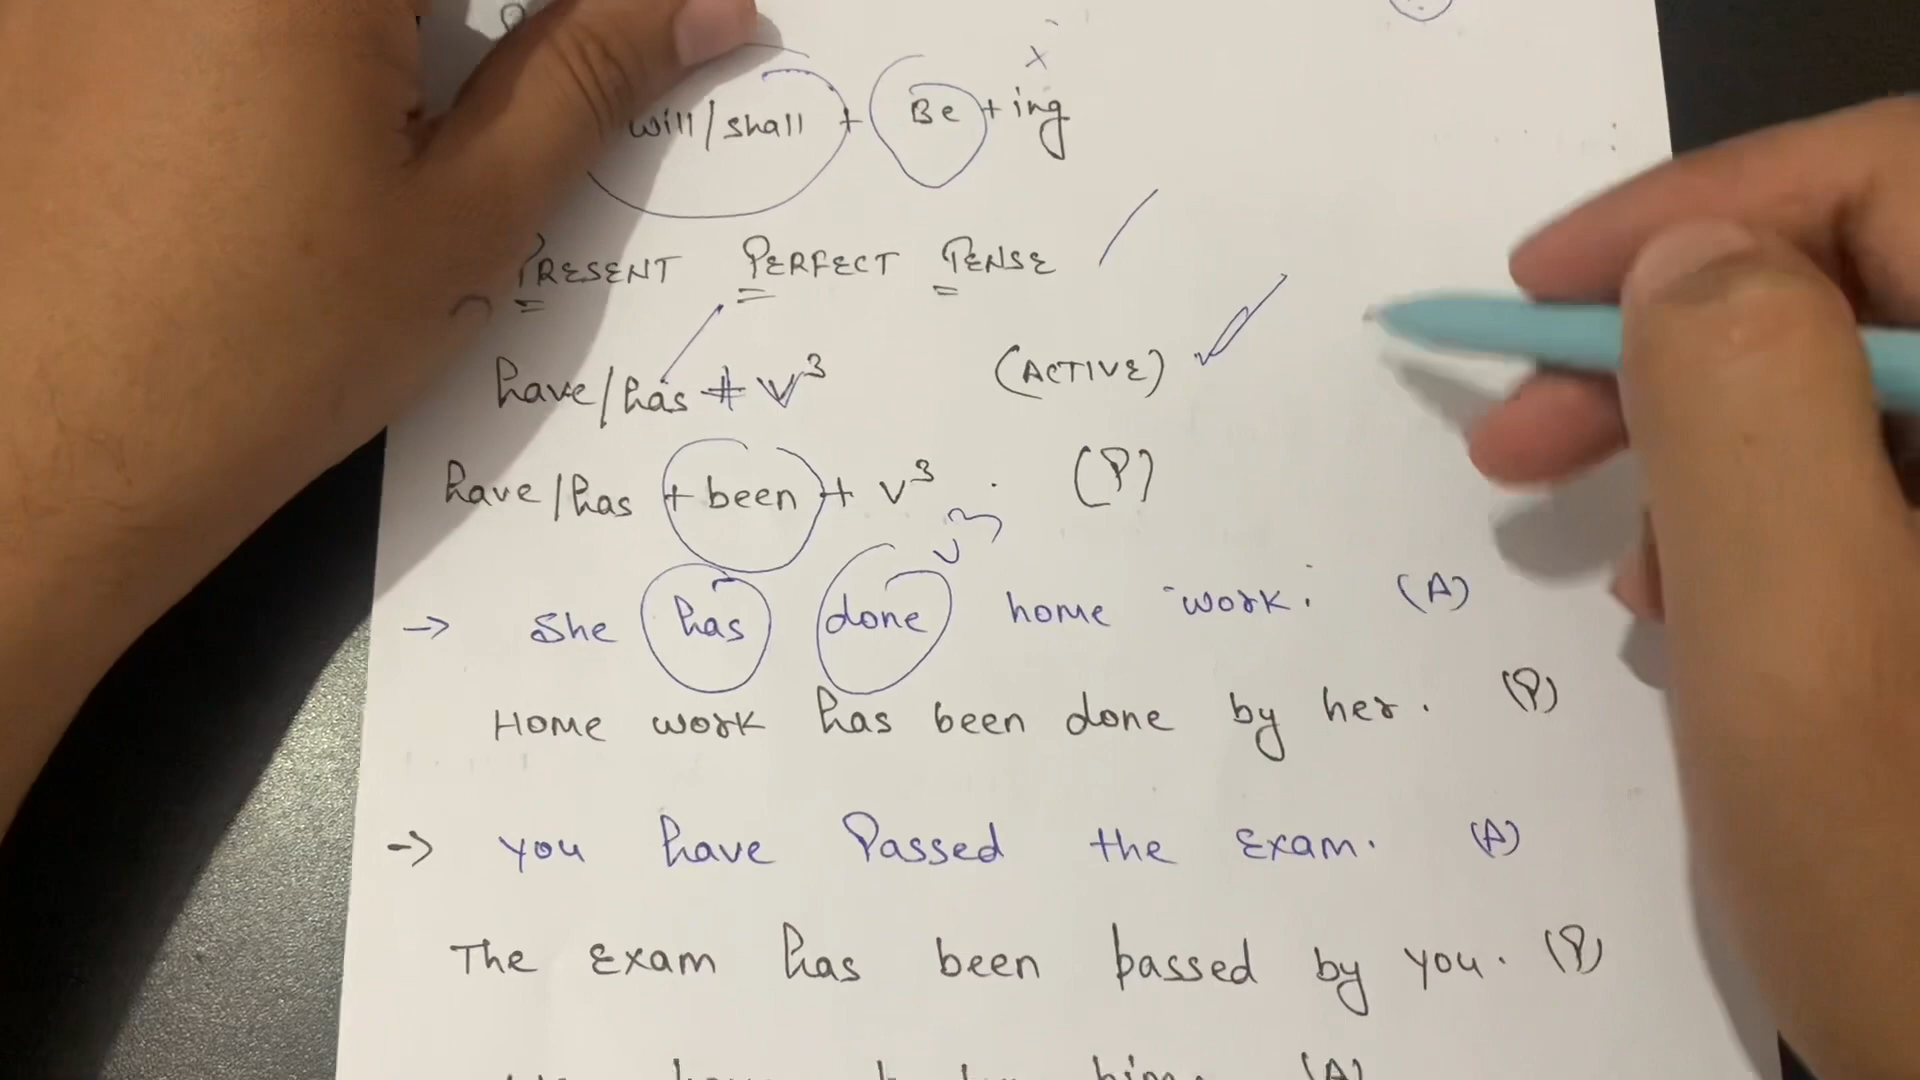 x
will/shall + Be + ing
PRESENT PERFECT TENSE
have/has + V³ (ACTIVE)
have/has + been + v³. (P)
v³
→ She has done home work. (A)
Home work has been done by her. (P)
→ you have Passed the Exam. (A)
The Exam has been passed by you. (P)
him. (A)